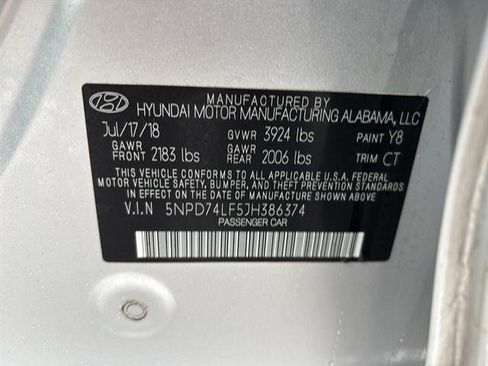 MANUFACTURED BY
HYUNDAI MOTOR MANUFACTURING ALABAMA, LLC
Jul/17/18 GVWR 3924 lbs PAINT Y8
GAWR FRONT 2183 lbs GAWR REAR 2006 lbs TRIM CT
THIS VEHICLE CONFORMS TO ALL APPLICABLE U.S.A FEDERAL
MOTOR VEHICLE SAFETY, BUMPER, AND THEFT PREVENTION STANDARDS
IN EFFECT ON THE DATE OF MANUFACTURE SHOWN ABOVE.
V.I.N 5NPD74LF5JH386374
PASSENGER CAR